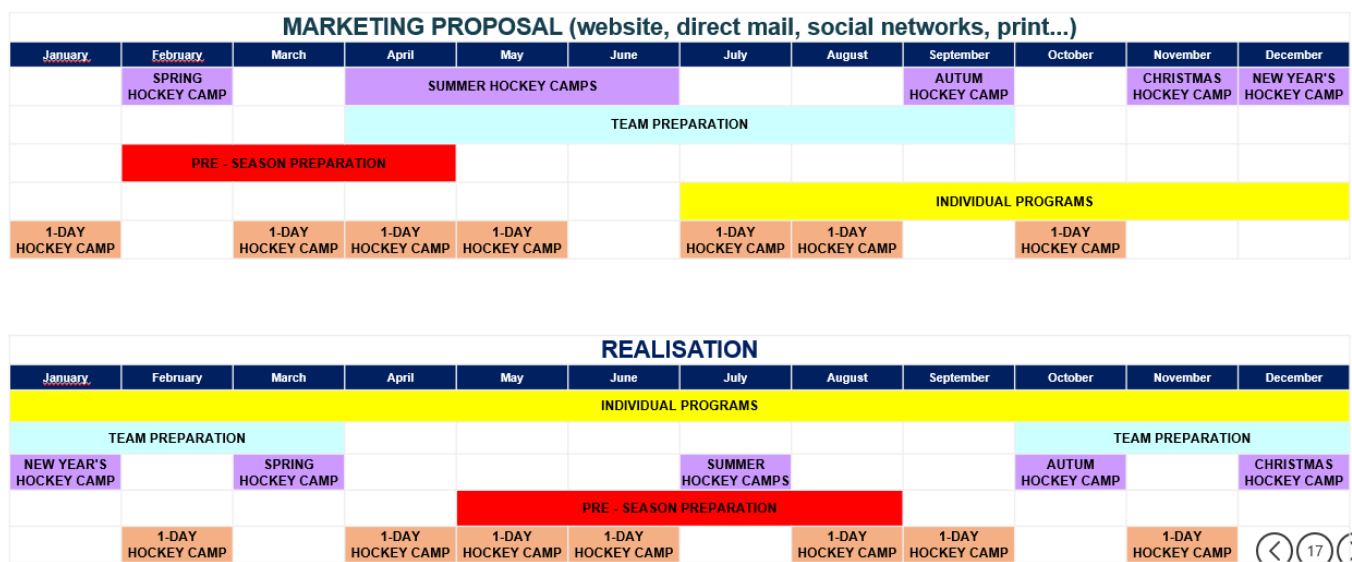 MARKETING PROPOSAL (website, direct mail, social networks, print...)
January February March April May June July August September October November December
SPRING HOCKEY CAMP SUMMER HOCKEY CAMPS AUTUM HOCKEY CAMP CHRISTMAS HOCKEY CAMP NEW YEAR'S HOCKEY CAMP
TEAM PREPARATION
PRE - SEASON PREPARATION
INDIVIDUAL PROGRAMS
1-DAY HOCKEY CAMP 1-DAY HOCKEY CAMP 1-DAY HOCKEY CAMP 1-DAY HOCKEY CAMP 1-DAY HOCKEY CAMP 1-DAY HOCKEY CAMP 1-DAY HOCKEY CAMP
REALISATION
January February March April May June July August September October November December
INDIVIDUAL PROGRAMS
TEAM PREPARATION TEAM PREPARATION
NEW YEAR'S HOCKEY CAMP SPRING HOCKEY CAMP SUMMER HOCKEY CAMPS AUTUM HOCKEY CAMP CHRISTMAS HOCKEY CAMP
PRE - SEASON PREPARATION
1-DAY HOCKEY CAMP 1-DAY HOCKEY CAMP 1-DAY HOCKEY CAMP 1-DAY HOCKEY CAMP 1-DAY HOCKEY CAMP 1-DAY HOCKEY CAMP 1-DAY HOCKEY CAMP
17